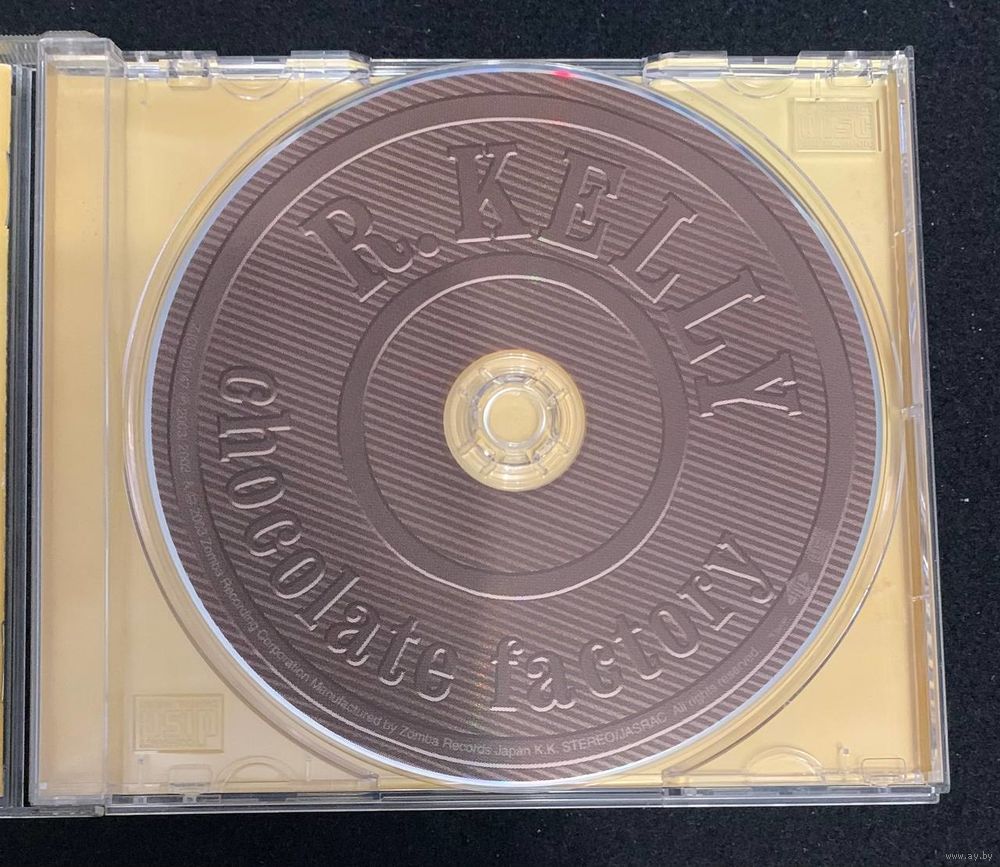 R.KELLY
chocolate factory
2003 Zomba Recording Corporation Manufactured by Zomba Records Japan K.K. STEREO/JASRAC All rights reserved
DISC
www.ay.by